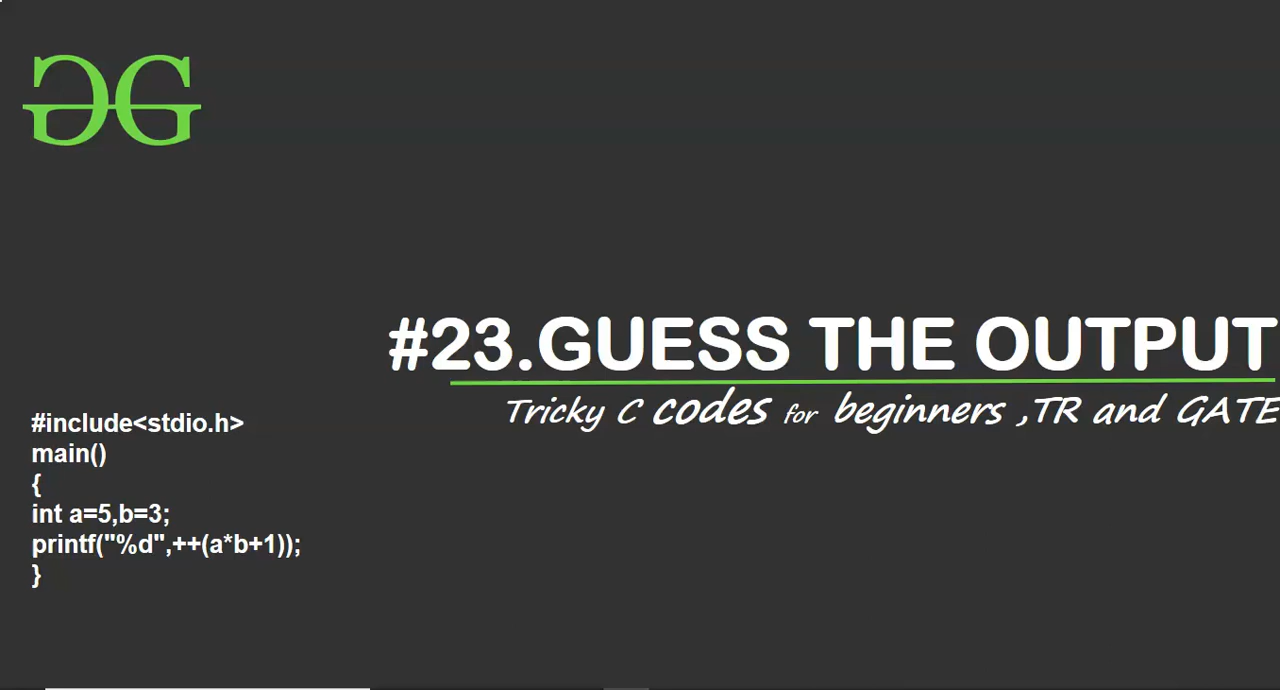 #23.GUESS THE OUTPUT
Tricky C codes for beginners ,TR and GATE
#include<stdio.h>
main()
{
int a=5,b=3;
printf("%d",++(a*b+1));
}